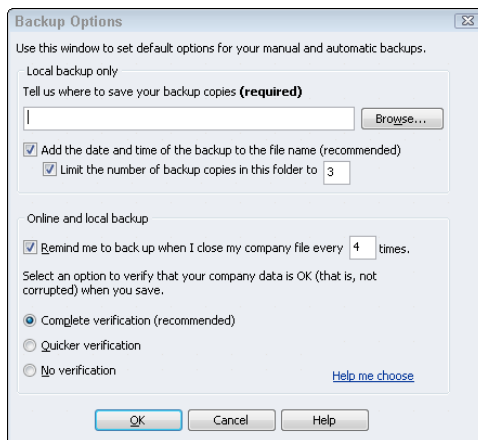 Backup Options
Use this window to set default options for your manual and automatic backups.
Local backup only
Tell us where to save your backup copies (required)
Browse...
Add the date and time of the backup to the file name (recommended)
Limit the number of backup copies in this folder to 3
Online and local backup
Remind me to back up when I close my company file every 4 times.
Select an option to verify that your company data is OK (that is, not
corrupted) when you save.
Complete verification (recommended)
Quicker verification
No verification
Help me choose
OK Cancel Help